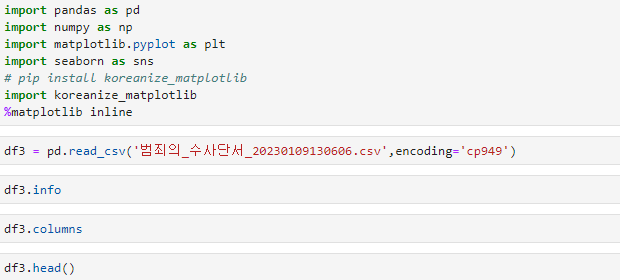 import pandas as pd
import numpy as np
import matplotlib.pyplot as plt
import seaborn as sns
# pip install koreanize_matplotlib
import koreanize_matplotlib
%matplotlib inline
df3 = pd.read_csv('범죄의_수사단서_20230109130606.csv',encoding='cp949')
df3.info
df3.columns
df3.head()